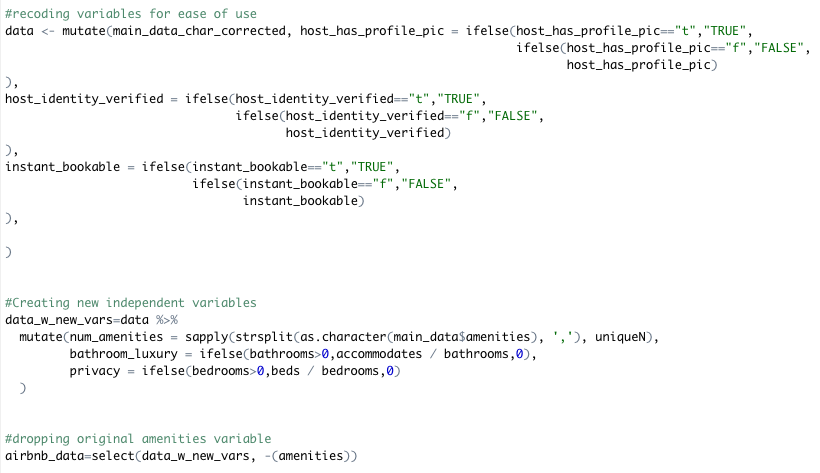 #recoding variables for ease of use
data <- mutate(main_data_char_corrected, host_has_profile_pic = ifelse(host_has_profile_pic=="t","TRUE",
ifelse(host_has_profile_pic=="f","FALSE",
host_has_profile_pic)
),
host_identity_verified = ifelse(host_identity_verified=="t","TRUE",
ifelse(host_identity_verified=="f","FALSE",
host_identity_verified)
),
instant_bookable = ifelse(instant_bookable=="t","TRUE",
ifelse(instant_bookable=="f","FALSE",
instant_bookable)
),
)
#Creating new independent variables
data_w_new_vars=data %>%
mutate(num_amenities = sapply(strsplit(as.character(main_data$amenities), ','), uniqueN),
bathroom_luxury = ifelse(bathrooms>0,accommodates / bathrooms,0),
privacy = ifelse(bedrooms>0,beds / bedrooms,0)
)
#dropping original amenities variable
airbnb_data=select(data_w_new_vars, -(amenities))